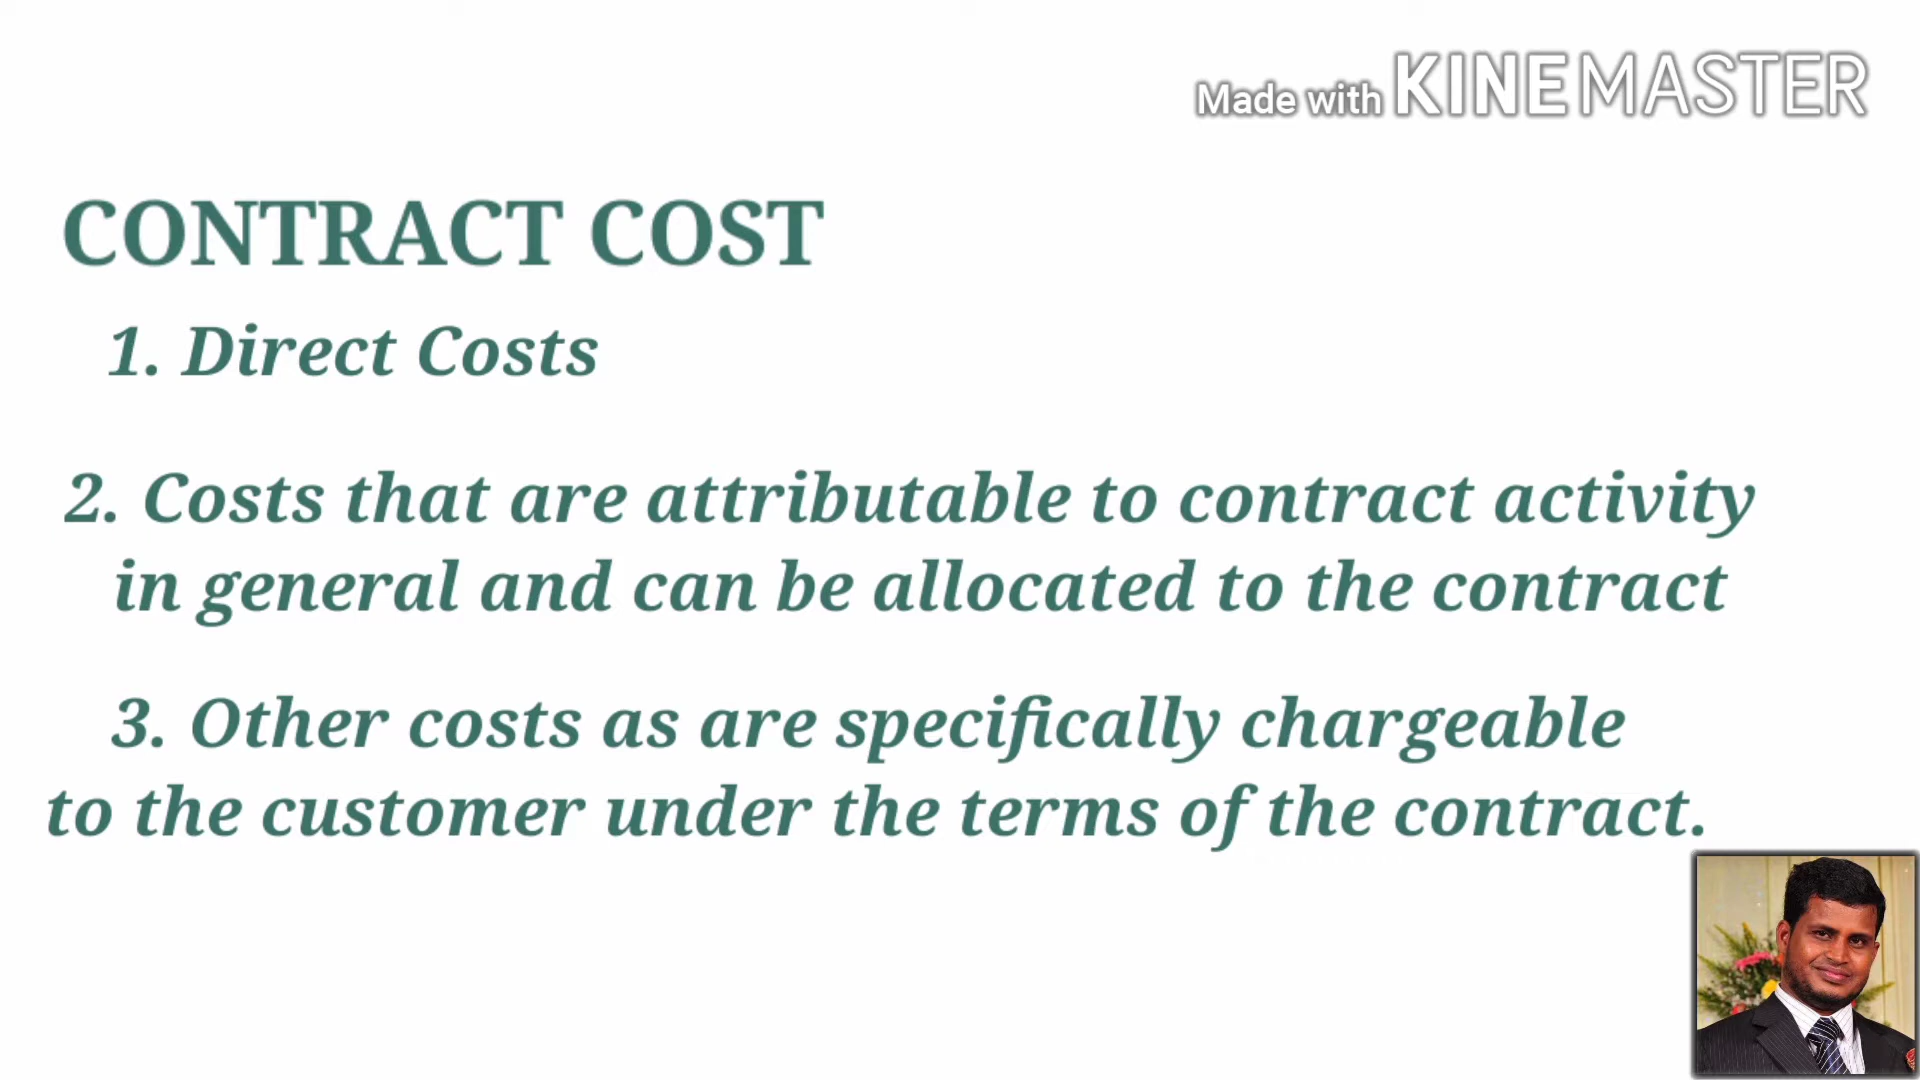 Made with KINEMASTER
CONTRACT COST
1. Direct Costs
2. Costs that are attributable to contract activity
in general and can be allocated to the contract
3. Other costs as are specifically chargeable
to the customer under the terms of the contract.